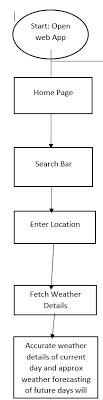 Start: Open
web App
Home Page
Search Bar
Enter Location
Fetch Weather
Details
Accurate weather
details of current
day and approx
weather forecasting
of future days will